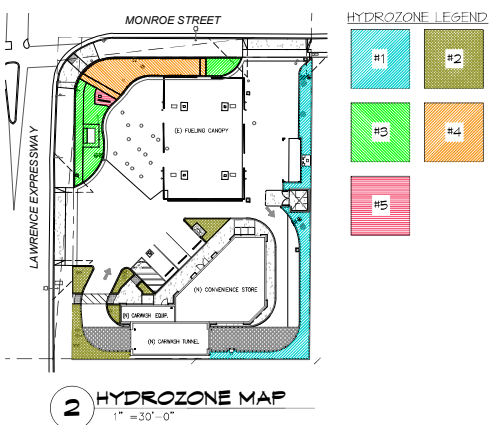 MONROE STREET
HYDROZONE LEGEND
#1
#2
#3
#4
#5
LAWRENCE EXPRESSWAY
(E) FUELING CANOPY
(N) CONVENIENCE STORE
(N) CARWASH EQUIP.
(N) CARWASH TUNNEL
2
HYDROZONE MAP
1" =30'-0"